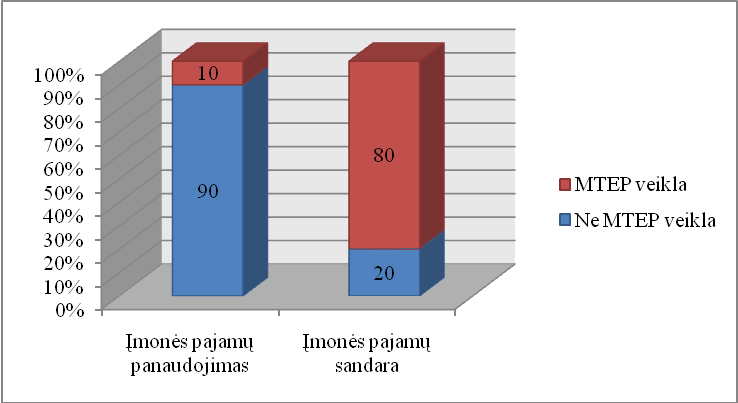 100%
90%
80%
70%
60%
50%
40%
30%
20%
10%
0%
10
90
80
20
Įmonės pajamų
panaudojimas
Įmonės pajamų
sandara
MTEP veikla
Ne MTEP veikla